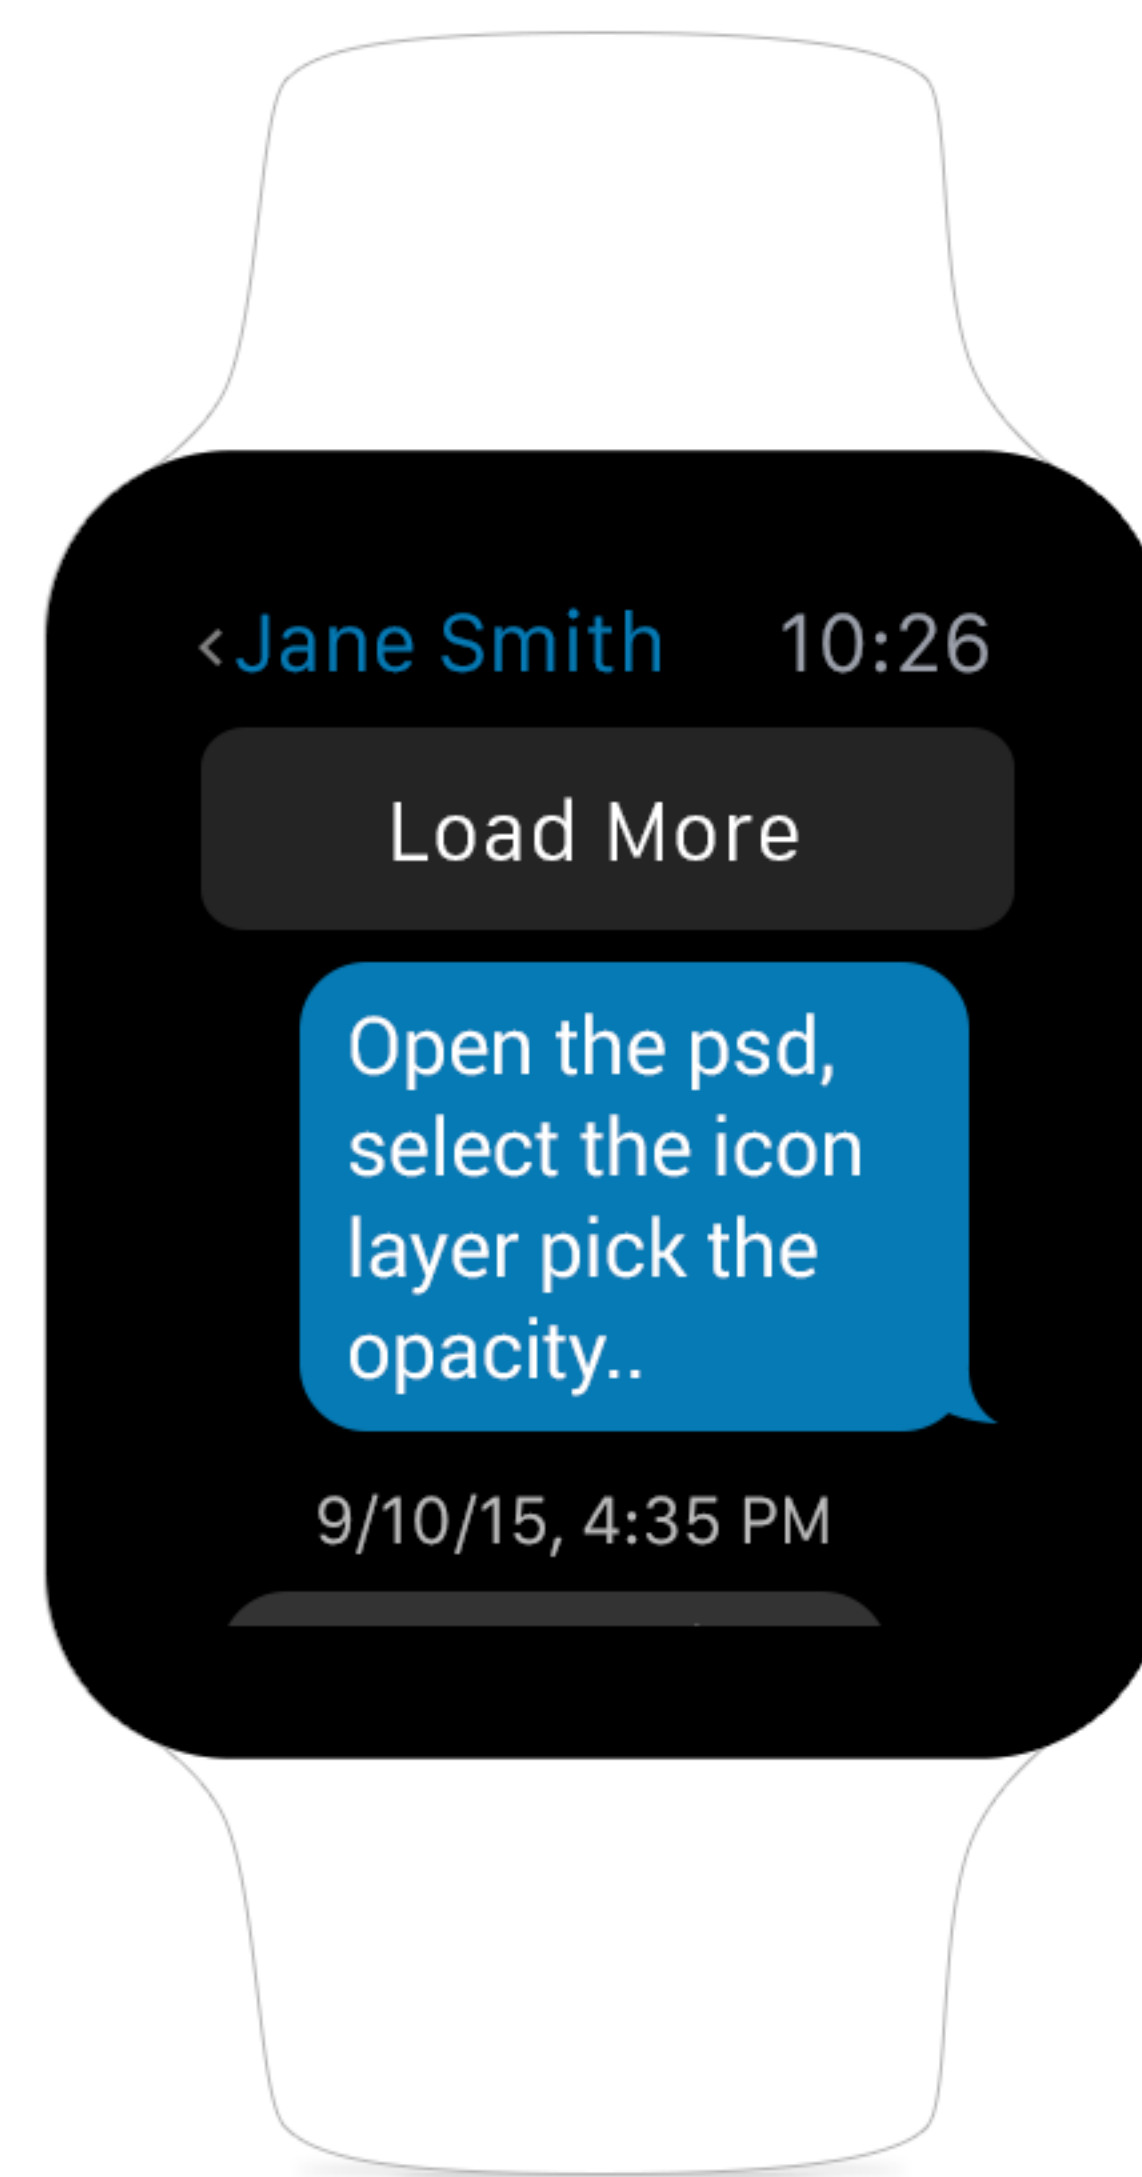 <Jane Smith 10:26
Load More
Open the psd,
select the icon
layer pick the
opacity..
9/10/15, 4:35 PM